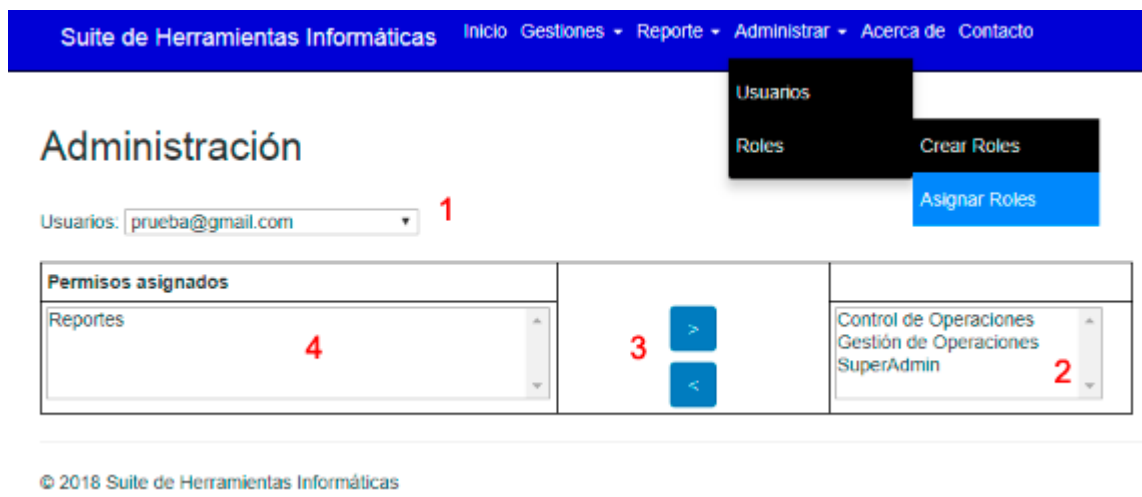 Suite de Herramientas Informáticas Inicio Gestiones Reporte Administrar Acerca de Contacto
Usuarios
Roles
Crear Roles
Asignar Roles
Administración
Usuarios: prueba@gmail.com 1
Permisos asignados
Reportes
4
3
>
<
Control de Operaciones
Gestión de Operaciones
SuperAdmin
2
© 2018 Suite de Herramientas Informáticas